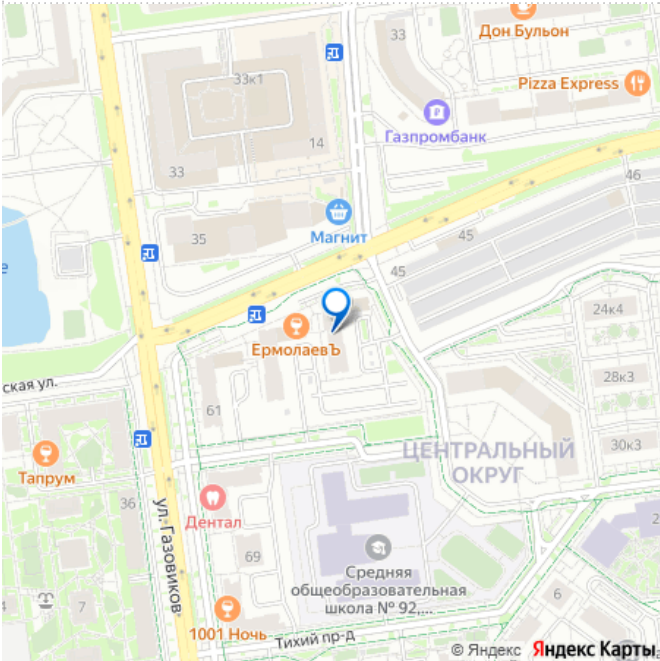 Дон Бульон
33
33к1
Pizza Express
Газпромбанк
14
33
46
35
Магнит
45
45
24к4
ЕрмолаевЪ
28к3
ская ул.
61
ЦЕНТРАЛЬНЫЙ
ОКРУГ
30к3
Тапрум
36
ул. Газовиков
Дентал
69
Средняя
общеобразовательная
школа № 92,...
2
4
7
6
1001 Ночь
Тихий пр-д
© Яндекс Яндекс Карты